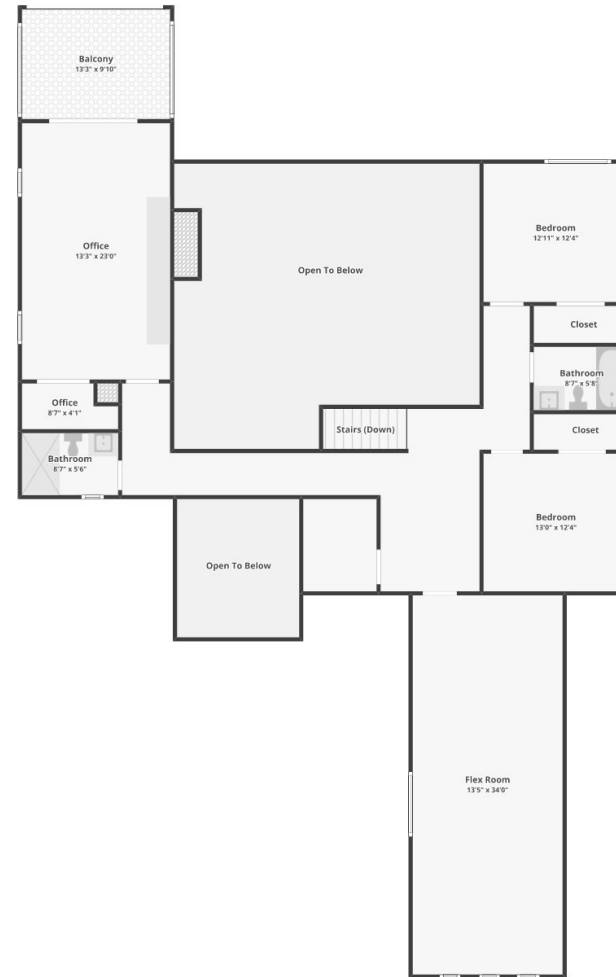 Balcony
13'3" x 9'10"
Office
13'3" x 23'0"
Open To Below
Bedroom
12'11" x 12'4"
Closet
Bathroom
8'7" x 5'8"
Office
8'7" x 4'1"
Stairs (Down)
Closet
Bathroom
8'7" x 5'6"
Bedroom
13'0" x 12'4"
Open To Below
Flex Room
13'5" x 34'0"